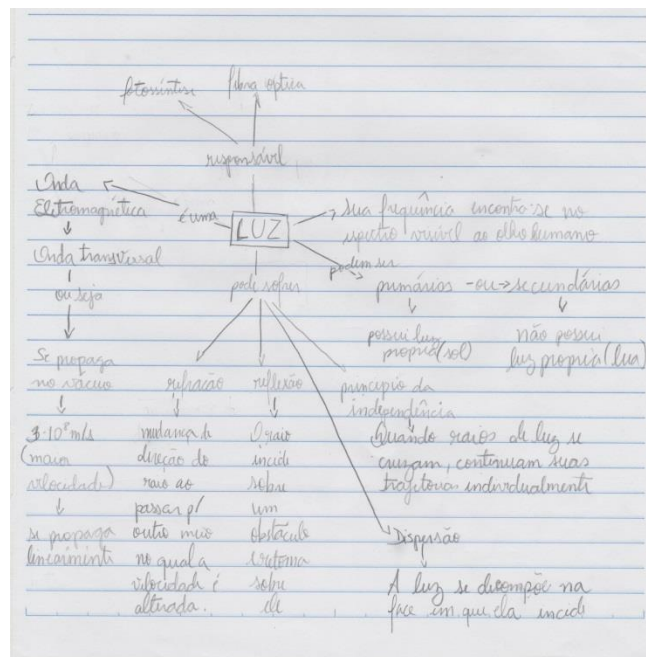 fotossíntese
fibra óptica
responsável
Onda
Eletromagnética
é uma
LUZ
sua frequência encontra-se no
espectro visível ao olho humano
Onda transversal
ou seja
pode sofrer
podem ser
primárias - ou → secundárias
possui luz
própria (sol)
não possui
luz propria (lua)
Se propaga
no vácuo
refração
reflexão
princípio da
independência
3·10⁸ m/s
(maior
velocidade)
se propaga
linearmente
mudança de
direção do
raio ao
passar p/
outro meio
no qual a
velocidade é
alterada.
O raio
incide
sobre
um
obstáculo
e retorna
sobre
ele
Quando raios de luz se
cruzam, continuam suas
trajetorias individualmente
Dispersão
A luz se decompõe na
face em que ela incide